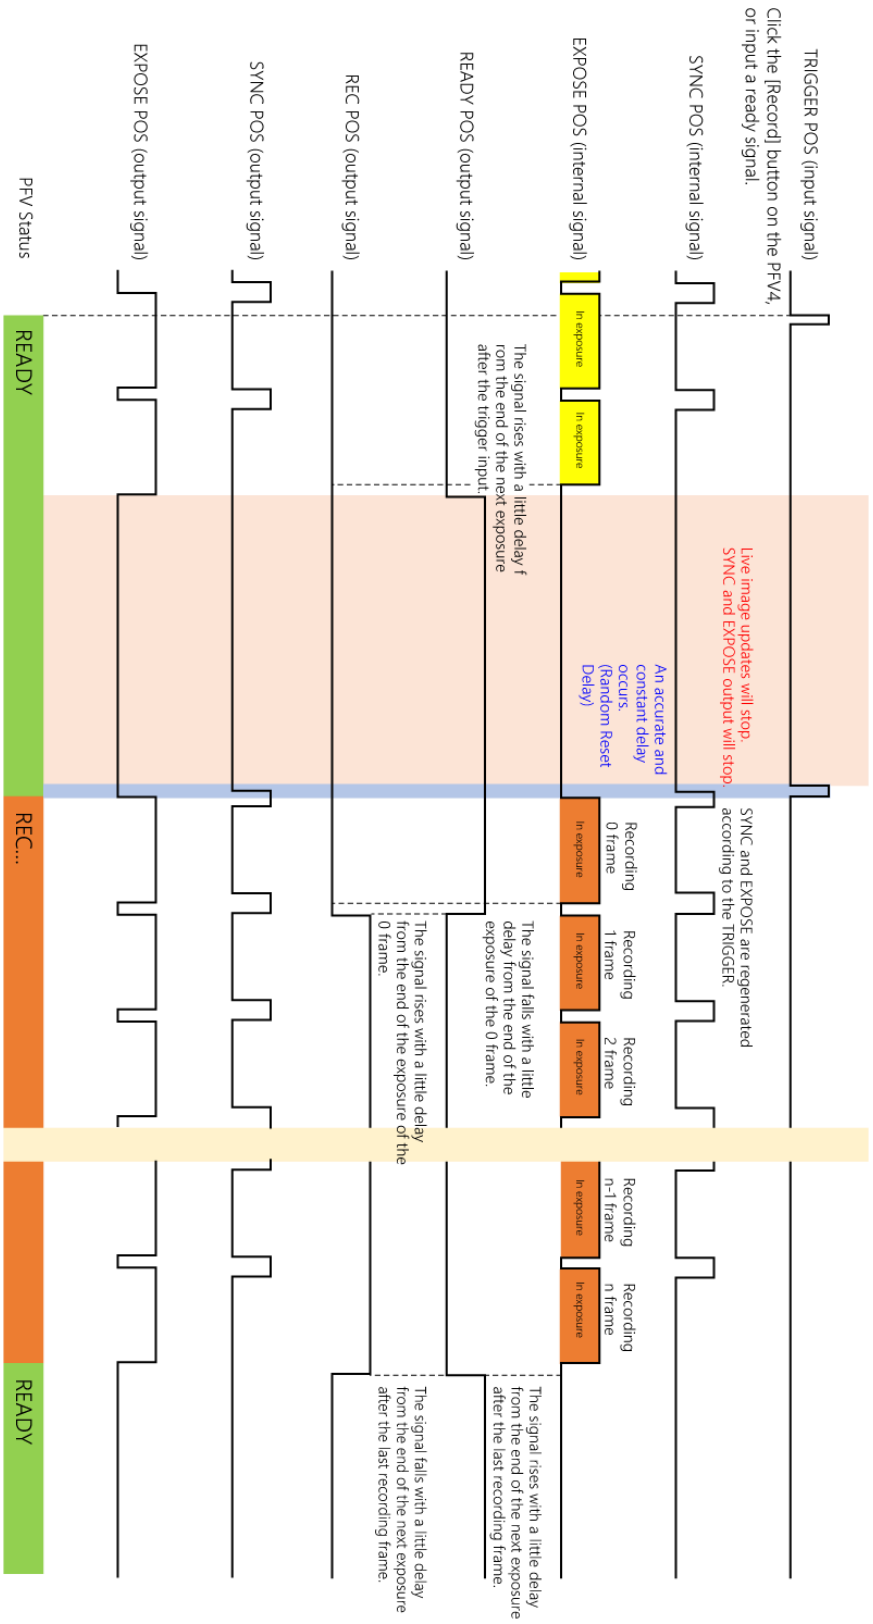 TRIGGER POS (input signal)
Click the [Record] button on the PFV4,
or input a ready signal.
Live image updates will stop.
SYNC and EXPOSE output will stop.
SYNC and EXPOSE are regenerated
according to the TRIGGER.
SYNC POS (internal signal)
An accurate and
constant delay
occurs.
(Random Reset
Delay)
Recording
0 frame
Recording
1 frame
Recording
2 frame
Recording
n-1 frame
Recording
n frame
EXPOSE POS (internal signal)
In exposure
In exposure
In exposure
In exposure
In exposure
In exposure
In exposure
The signal rises with a little delay f
rom the end of the next exposure
after the trigger input.
The signal falls with a little
delay from the end of the
exposure of the 0 frame.
The signal rises with a little delay
from the end of the next exposure
after the last recording frame.
READY POS (output signal)
The signal rises with a little delay
from the end of the exposure of the
0 frame.
The signal falls with a little delay
from the end of the next exposure
after the last recording frame.
REC POS (output signal)
SYNC POS (output signal)
EXPOSE POS (output signal)
PFV Status
READY
REC...
READY